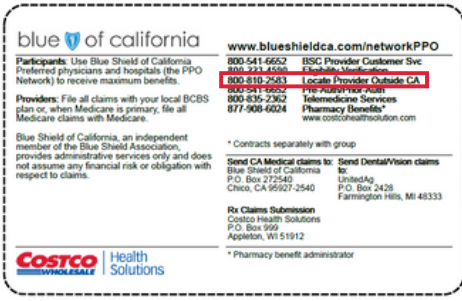 blue of california
Participants: Use Blue Shield of California
Preferred physicians and hospitals (the PPO
Network) to receive maximum benefits.
Providers: File all claims with your local BCBS
plan or, when Medicare is primary, file all
Medicare claims with Medicare.
Blue Shield of California, an independent
member of the Blue Shield Association,
provides administrative services only and does
not assume any financial risk or obligation with
respect to claims.
COSTCO
WHOLESALE
Health
Solutions
www.blueshieldca.com/networkPPO
800-541-6652 BSC Provider Customer Svc
Eligibility Verification
800-810-2583 Locate Provider Outside CA
800-541-6652 Pre-Auth/Prior-Auth
800-835-2362 Telemedicine Services
877-908-6024 Pharmacy Benefits*
www.costcohealthsolution.com
* Contracts separately with group
Send CA Medical claims to:
Blue Shield of California
P.O. Box 272540
Chico, CA 95927-2540
Send Dental/Vision claims
to:
UnitedAg
P.O. Box 2428
Farmington Hills, MI 48333
Rx Claims Submission
Costco Health Solutions
P.O Box 999
Appleton, WI 51912
* Pharmacy benefit administrator